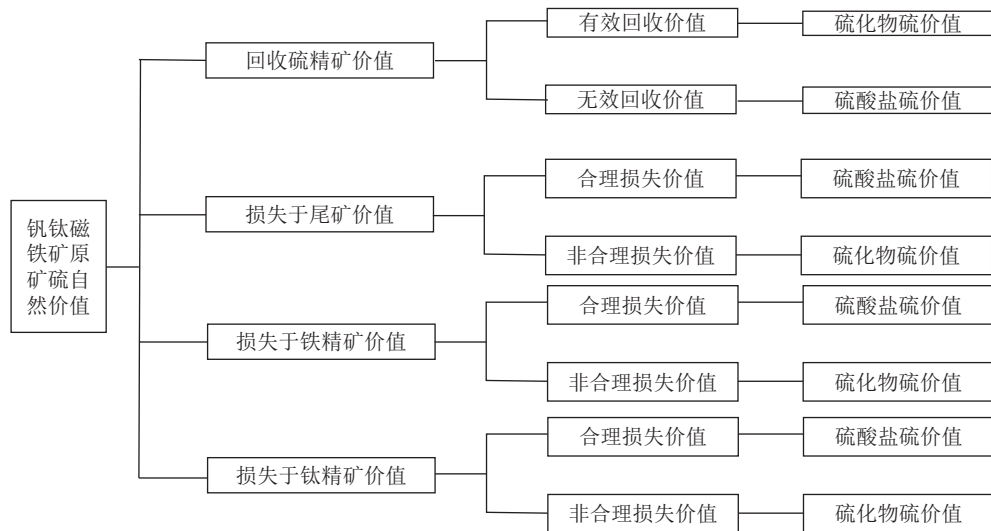 钒钛磁
铁矿原
矿硫自
然价值
回收硫精矿价值
有效回收价值
硫化物硫价值
无效回收价值
硫酸盐硫价值
损失于尾矿价值
合理损失价值
硫酸盐硫价值
非合理损失价值
硫化物硫价值
损失于铁精矿价值
合理损失价值
硫酸盐硫价值
非合理损失价值
硫化物硫价值
损失于钛精矿价值
合理损失价值
硫酸盐硫价值
非合理损失价值
硫化物硫价值